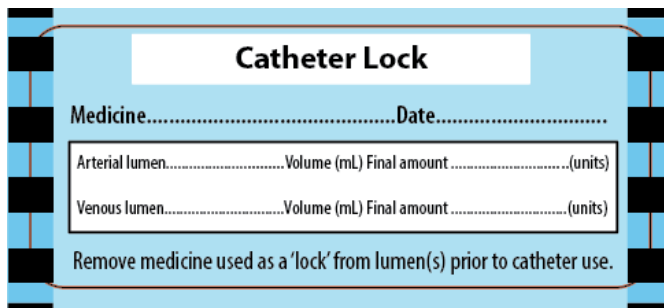 Catheter Lock
Medicine............................................Date..............................
Arterial lumen.............................Volume (mL) Final amount .............................(units)
Venous lumen.............................Volume (mL) Final amount .............................(units)
Remove medicine used as a ‘lock’ from lumen(s) prior to catheter use.